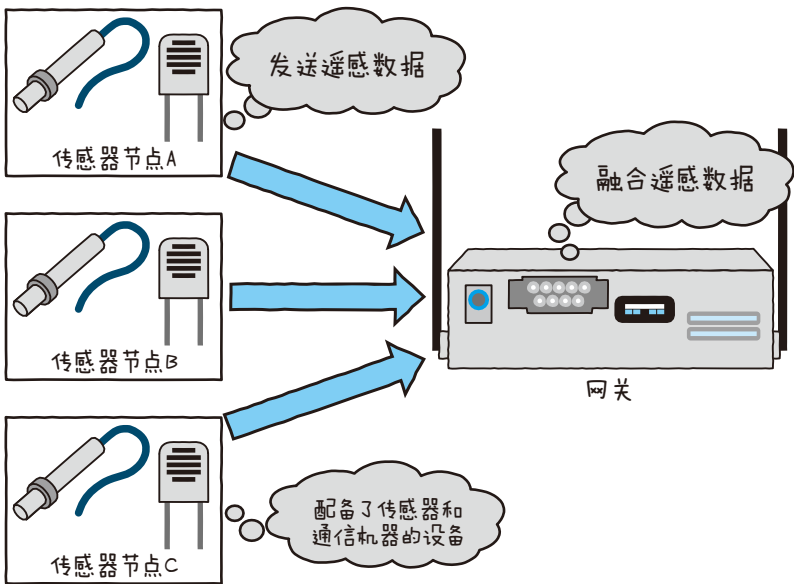 发送遥感数据
传感器节点A
融合遥感数据
传感器节点B
网关
配备了传感器和
通信机器的设备
传感器节点C